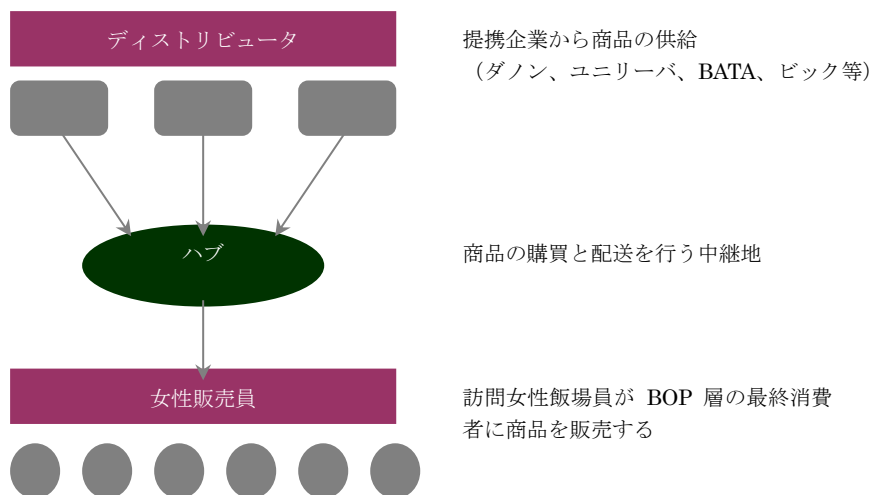 ディストリビュータ
提携企業から商品の供給
（ダノン、ユニリーバ、BATA、ビック等）
ハブ
商品の購買と配送を行う中継地
女性販売員
訪問女性飯場員が BOP 層の最終消費
者に商品を販売する